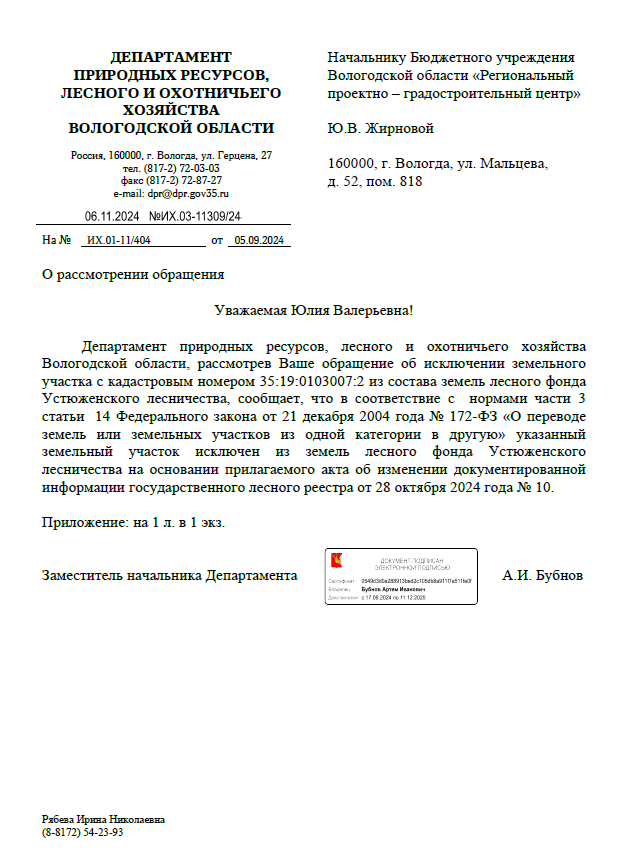 ДЕПАРТАМЕНТ
ПРИРОДНЫХ РЕСУРСОВ,
ЛЕСНОГО И ОХОТНИЧЬЕГО
ХОЗЯЙСТВА
ВОЛОГОДСКОЙ ОБЛАСТИ
Россия, 160000, г. Вологда, ул. Герцена, 27
тел. (817-2) 72-03-03
факс (817-2) 72-87-27
e-mail: dpr@dpr.gov35.ru
06.11.2024 №ИХ.03-11309/24
На № ИХ.01-11/404 от 05.09.2024
Начальнику Бюджетного учреждения
Вологодской области «Региональный
проектно – градостроительный центр»
Ю.В. Жирновой
160000, г. Вологда, ул. Мальцева,
д. 52, пом. 818
О рассмотрении обращения
Уважаемая Юлия Валерьевна!
Департамент природных ресурсов, лесного и охотничьего хозяйства
Вологодской области, рассмотрев Ваше обращение об исключении земельного
участка с кадастровым номером 35:19:0103007:2 из состава земель лесного фонда
Устюженского лесничества, сообщает, что в соответствие с нормами части 3
статьи 14 Федерального закона от 21 декабря 2004 года № 172-ФЗ «О переводе
земель или земельных участков из одной категории в другую» указанный
земельный участок исключен из земель лесного фонда Устюженского
лесничества на основании прилагаемого акта об изменении документированной
информации государственного лесного реестра от 28 октября 2024 года № 10.
Приложение: на 1 л. в 1 экз.
Заместитель начальника Департамента
ДОКУМЕНТ ПОДПИСАН
ЭЛЕКТРОННОЙ ПОДПИСЬЮ
Сертификат
Владелец Бубнов Артем Иванович
Действителен с 17.09.2024 по 11.12.2025
А.И. Бубнов
Рябева Ирина Николаевна
(8-8172) 54-23-93